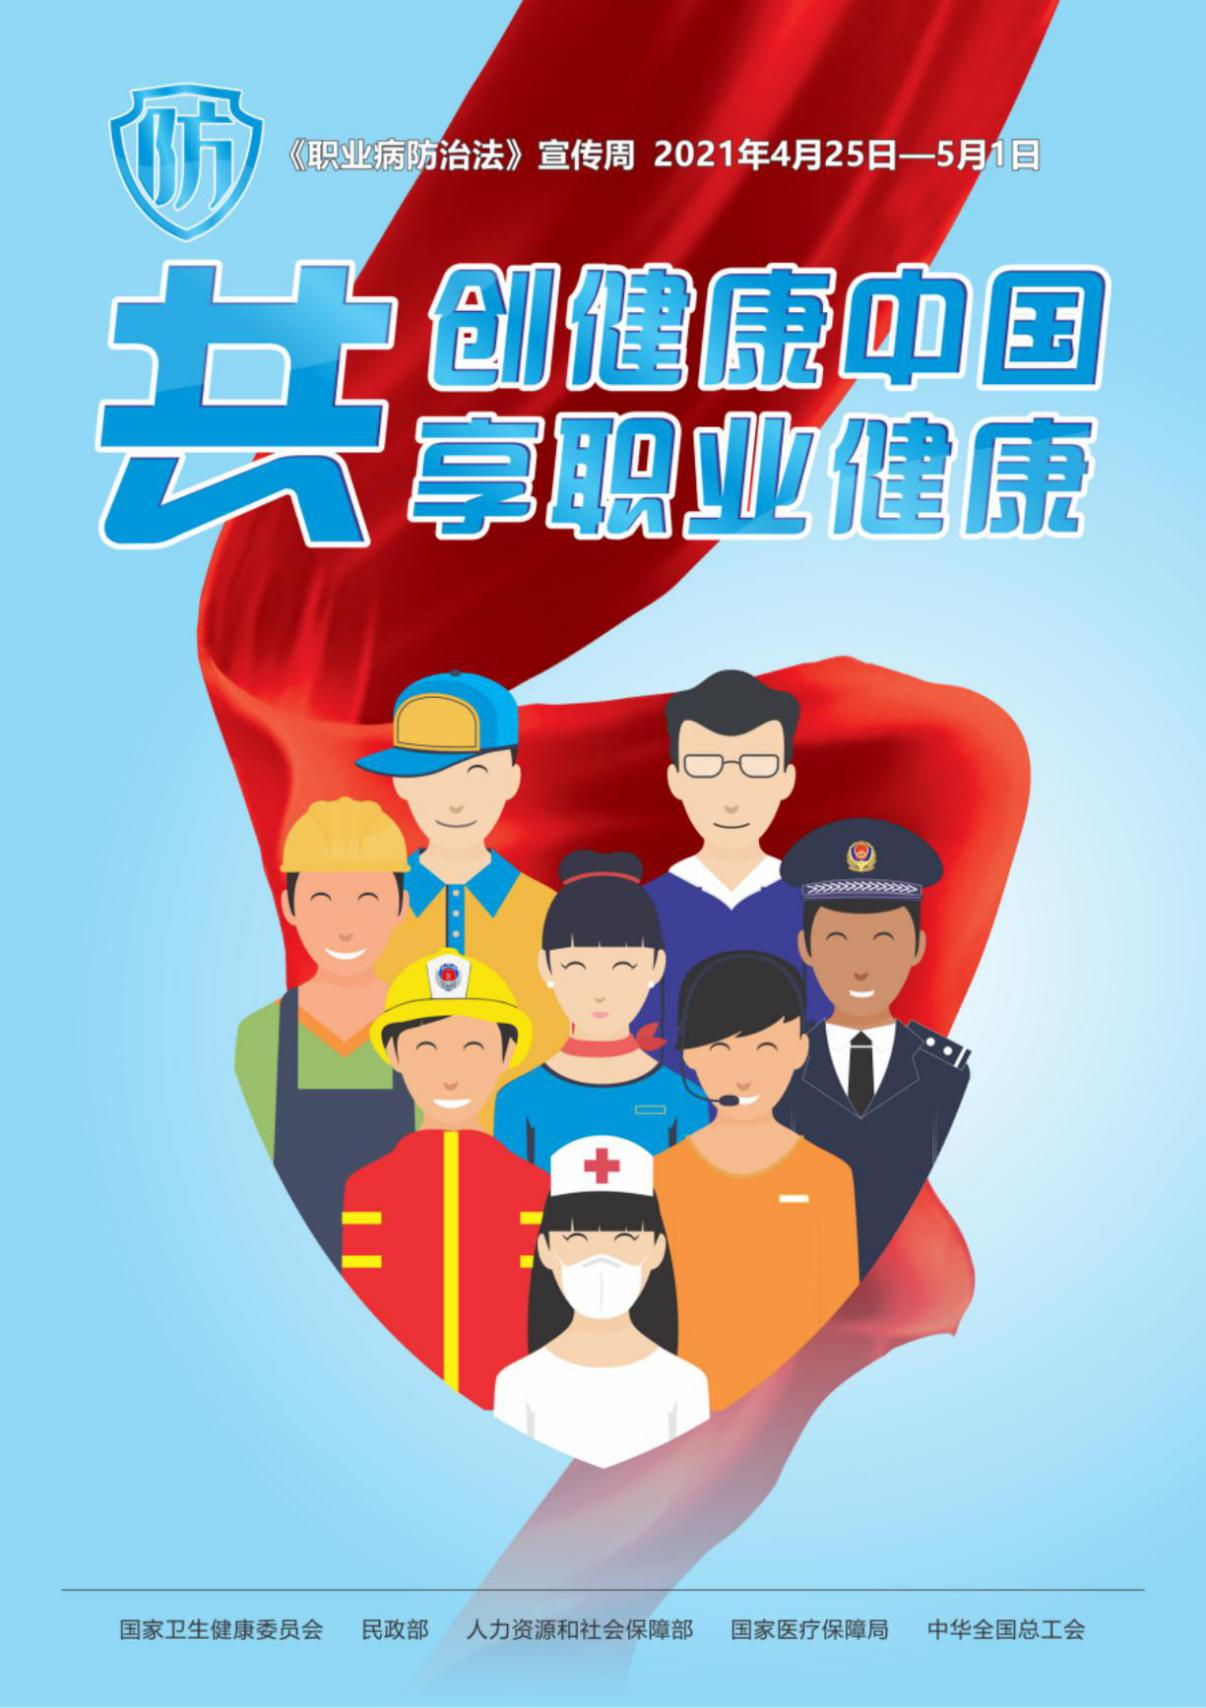 防
《职业病防治法》宣传周 2021年4月25日—5月1日
共创健康中国
享职业健康
国家卫生健康委员会 民政部 人力资源和社会保障部 国家医疗保障局 中华全国总工会